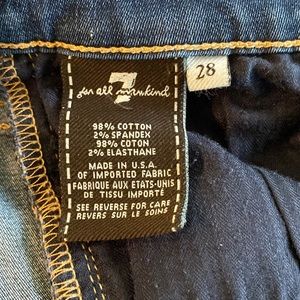 7
for all mankind
28
98% COTTON
2% SPANDEX
98% COTON
2% ELASTHANE
MADE IN U.S.A.
OF IMPORTED FABRIC
FABRIQUE AUX ETATS-UNIS
DE TISSU IMPORTÉ
SEE REVERSE FOR CARE
REVERS SUR LE SOINS